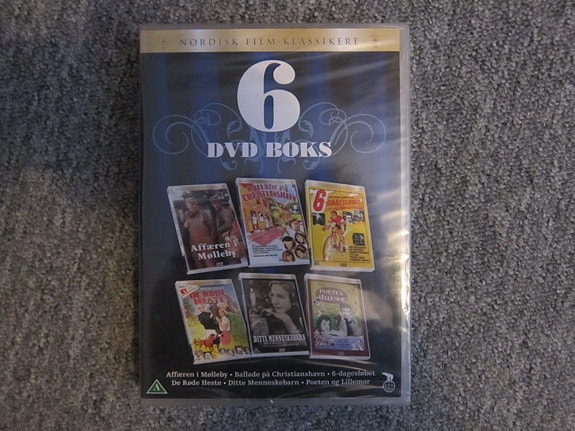 NORDISK FILM KLASSIKERE
6
DVD BOKS
Affæren i
Mølleby
BALLADE PÅ
CHRISTIANSHAVN
6
DAGESLØBET
DE RØDE
HESTE
DITTE MENNESKEBARN
POETEN
LILLEMOR
Affæren i Mølleby • Ballade på Christianshavn • 6-dagesløbet
De Røde Heste • Ditte Menneskebarn • Poeten og Lillemor
A